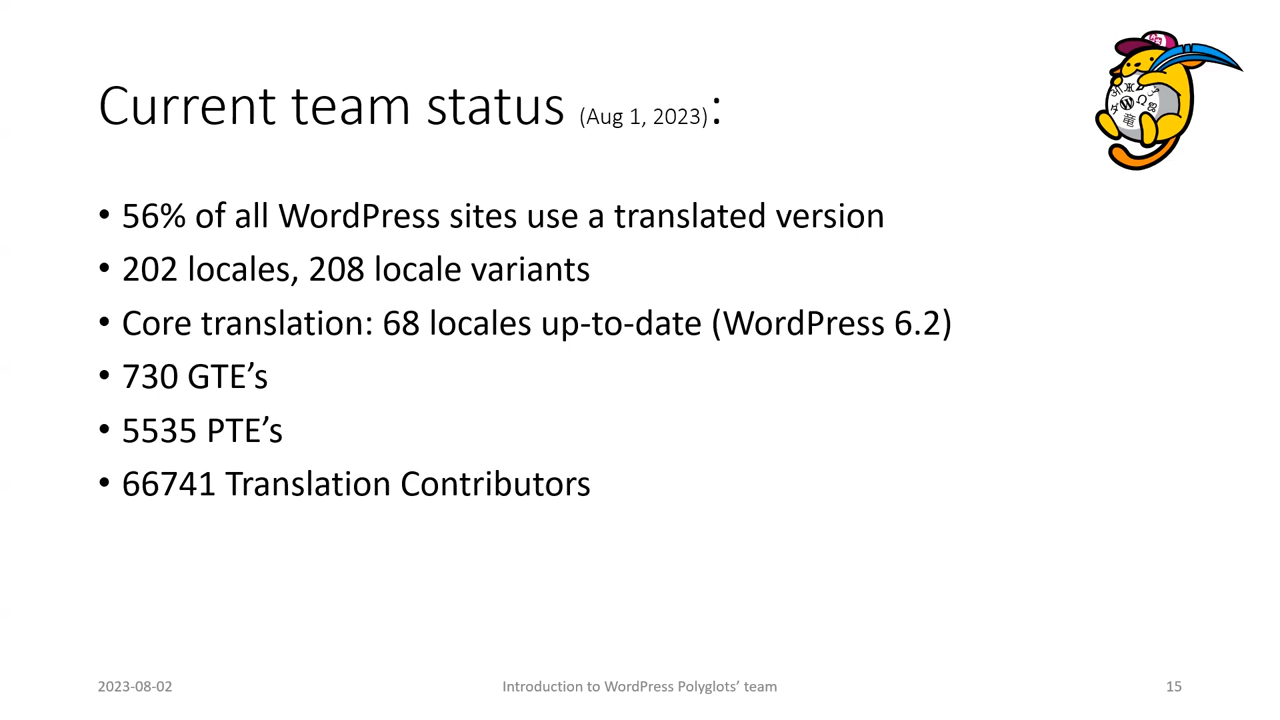 Current team status (Aug 1, 2023):
• 56% of all WordPress sites use a translated version
• 202 locales, 208 locale variants
• Core translation: 68 locales up-to-date (WordPress 6.2)
• 730 GTE’s
• 5535 PTE’s
• 66741 Translation Contributors
2023-08-02
Introduction to WordPress Polyglots’ team
15